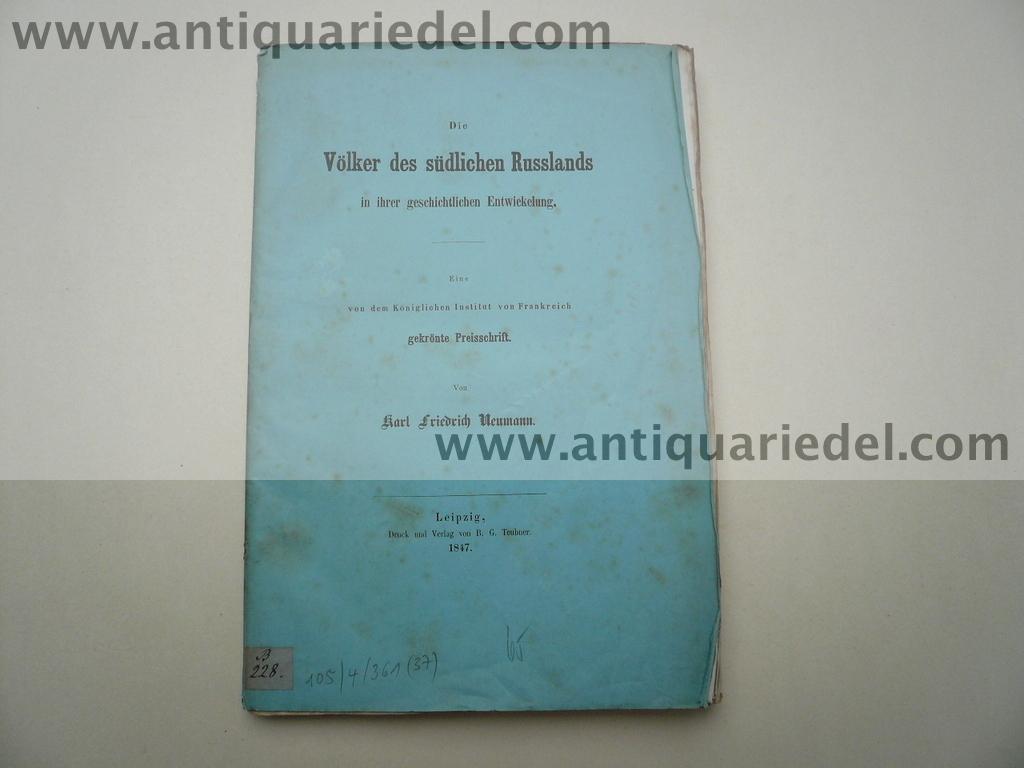 www.antiquariedel.com
Die
Völker des südlichen Russlands
in ihrer geschichtlichen Entwickelung.
Eine
von dem Königlichen Institut von Frankreich
gekrönte Preisschrift.
Von
Karl Friedrich Neumann.
www.antiquariedel.com
Leipzig,
Druck und Verlag von B. G. Teubner.
1847.
B
228.
105/4/361 (37)